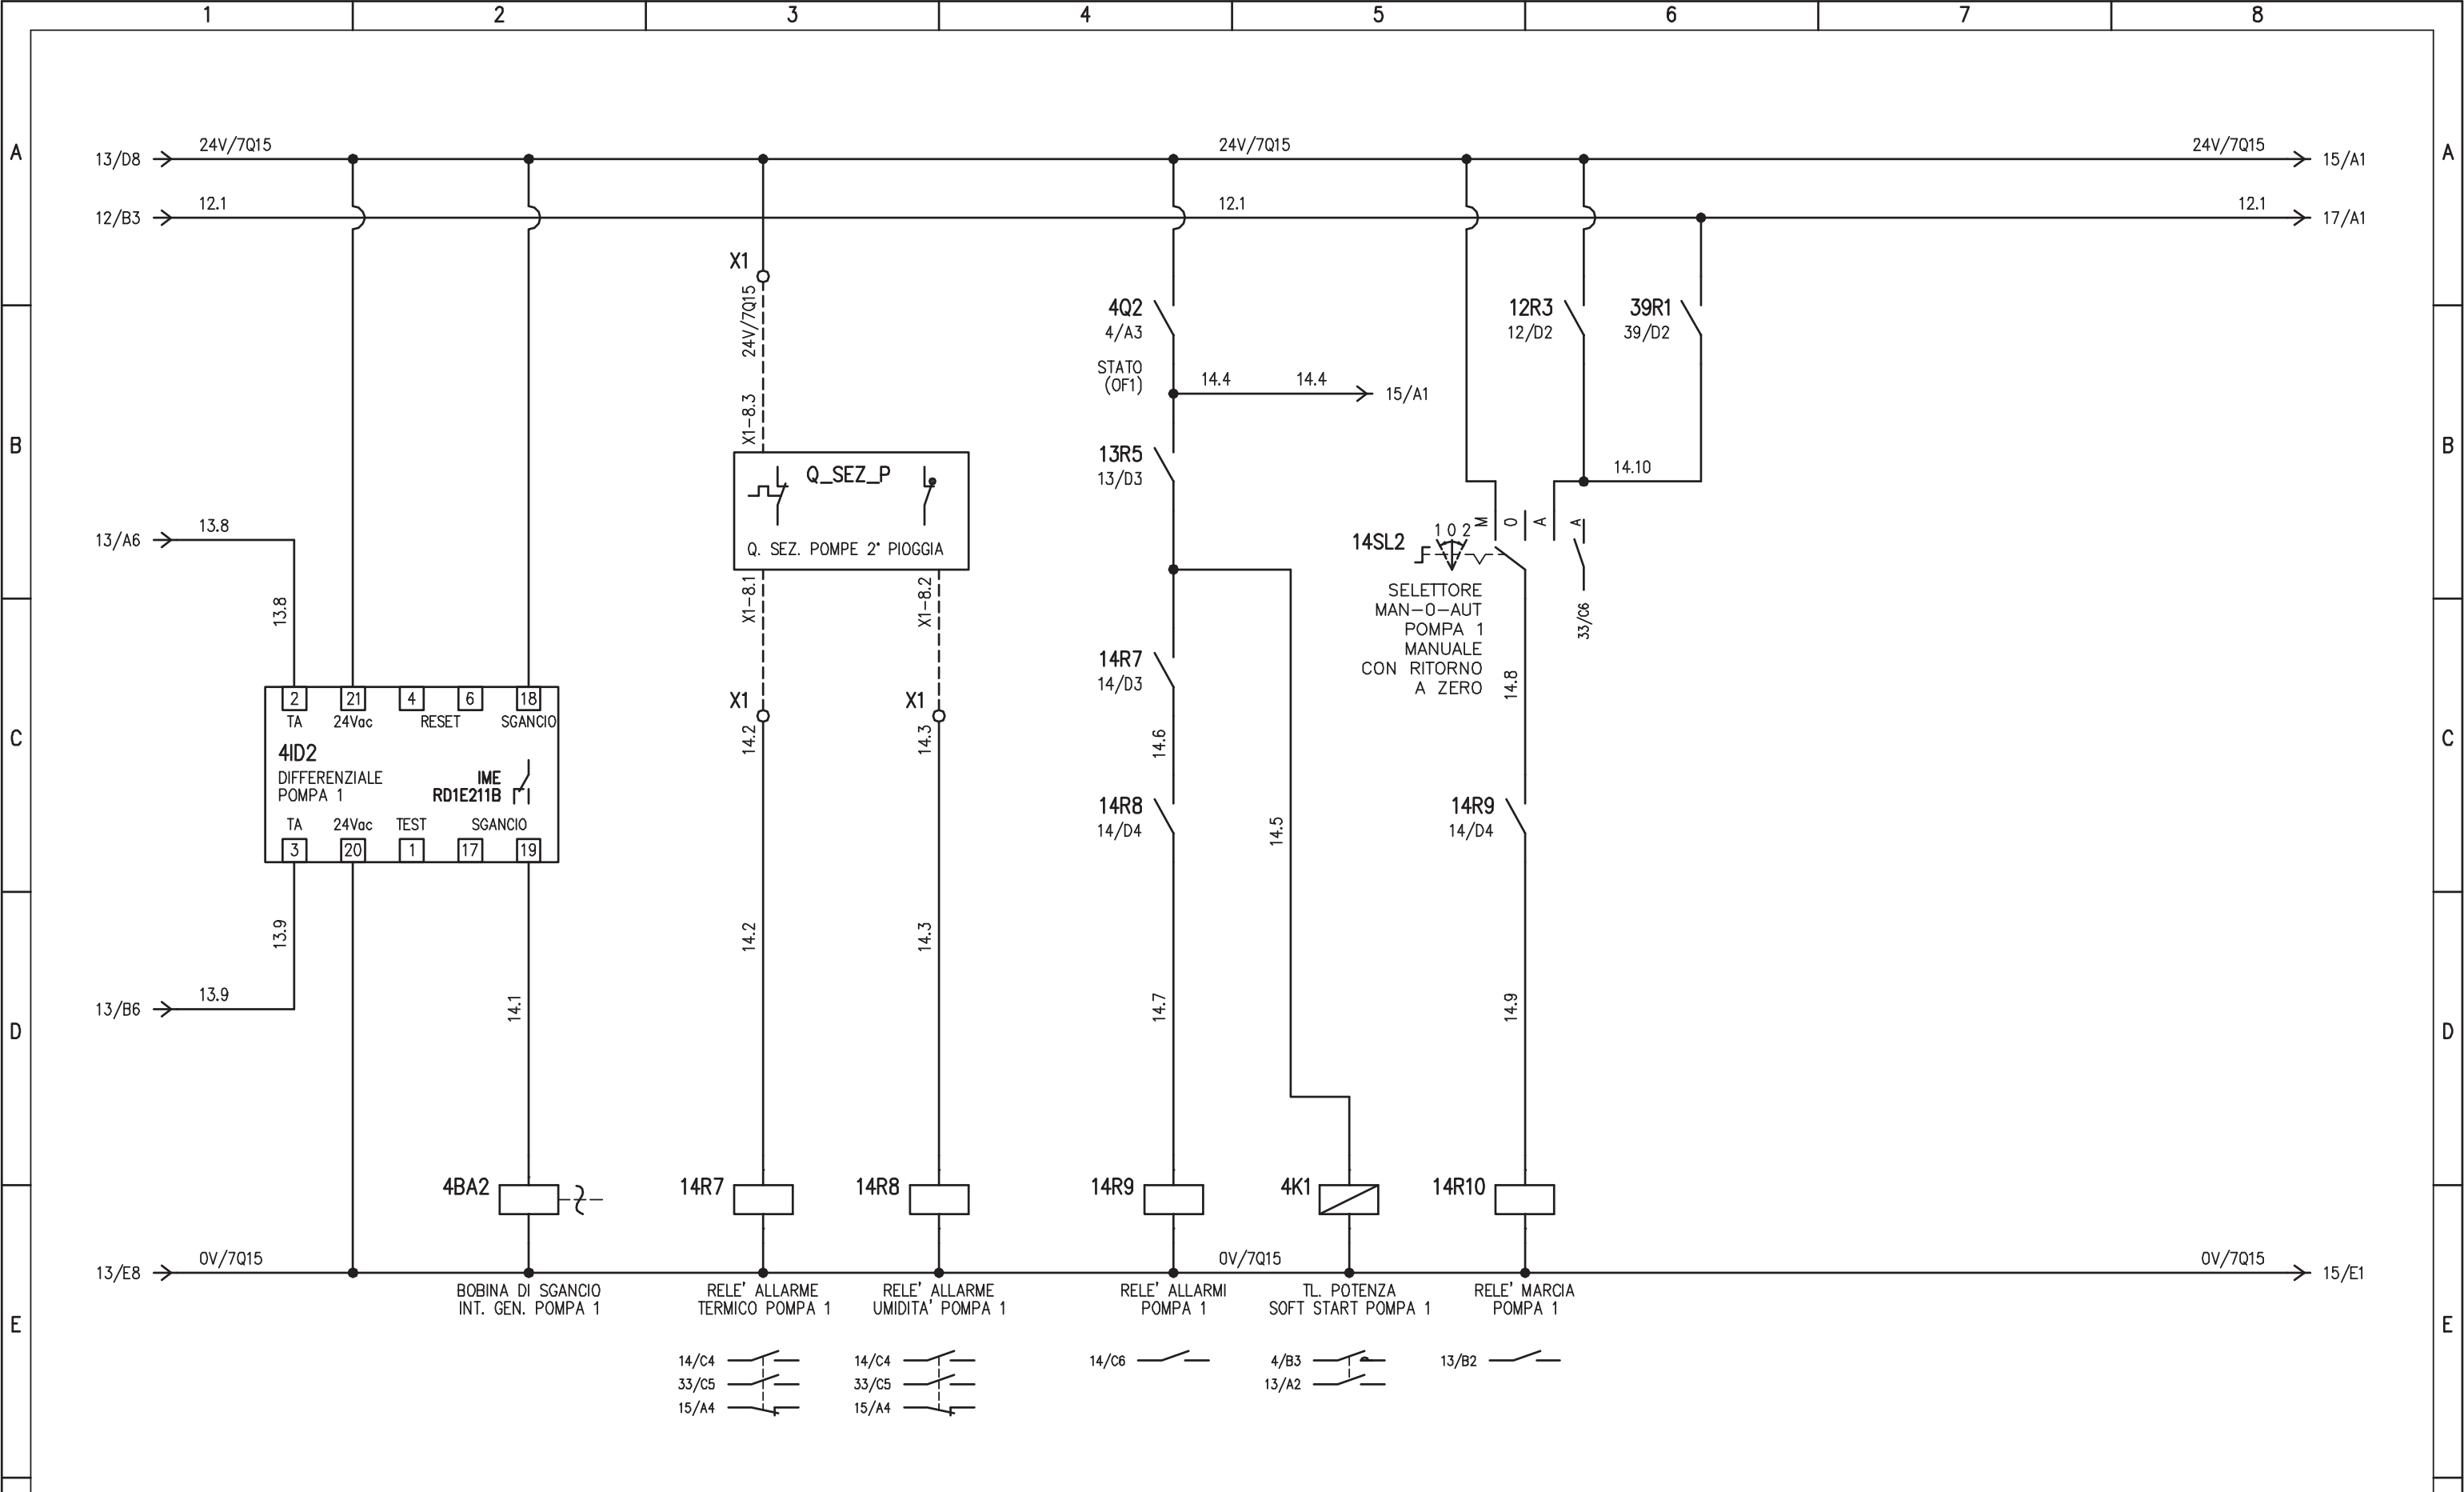 1 2 3 4 5 6 7 8
A A
13/D8 24V/7Q15 24V/7Q15 24V/7Q15 15/A1
12/B3 12.1 12.1 12.1 17/A1
X1
24V/7Q15
X1-8.3
4Q2
4/A3
STATO
(OF1)
14.4 14.4 15/A1
12R3
12/D2
39R1
39/D2
B B
13R5
13/D3
14.10
Q_SEZ_P
Q. SEZ. POMPE 2° PIOGGIA
13/A6 13.8
13.8
X1-8.1
X1-8.2
M O A A
1 0 2
14SL2
SELETTORE
MAN-0-AUT
POMPA 1
MANUALE
CON RITORNO
A ZERO
33/C6
14.8
14R7
14/D3
2 21 4 6 18
TA 24Vac RESET SGANCIO
4ID2
DIFFERENZIALE
POMPA 1
IME
RD1E211B
TA 24Vac TEST SGANCIO
3 20 1 17 19
C C
X1
14.2
X1
14.3
14.6
14R8
14/D4
14.5
14R9
14/D4
13.9
13/B6 13.9
14.1
14.2
14.3
14.7
14.9
D D
4BA2 14R7 14R8 14R9 4K1 14R10
13/E8 0V/7Q15 0V/7Q15 0V/7Q15 15/E1
BOBINA DI SGANCIO
INT. GEN. POMPA 1
RELE' ALLARME
TERMICO POMPA 1
RELE' ALLARME
UMIDITA' POMPA 1
RELE' ALLARMI
POMPA 1
TL. POTENZA
SOFT START POMPA 1
RELE' MARCIA
POMPA 1
E E
14/C4
33/C5
15/A4
14/C4
33/C5
15/A4
14/C6
4/B3
13/A2
13/B2